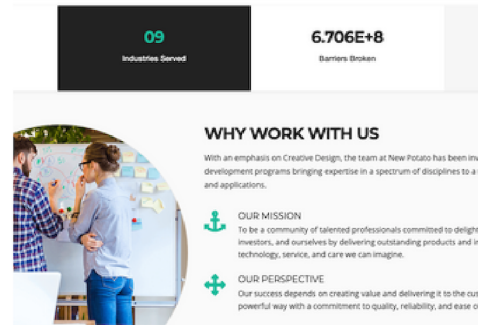 09
6.706E+8
Industries Served
Barriers Broken
WHY WORK WITH US
With an emphasis on Creative Design, the team at New Potato has been
development programs bringing expertise in a spectrum of disciplines to a
and applications.
OUR MISSION
To be a community of talented professionals committed to delight
investors, and ourselves by delivering outstanding products and
technology, service, and care we can imagine.
OUR PERSPECTIVE
Our success depends on creating value and delivering it to the
powerful way with a commitment to quality, reliability, and ease